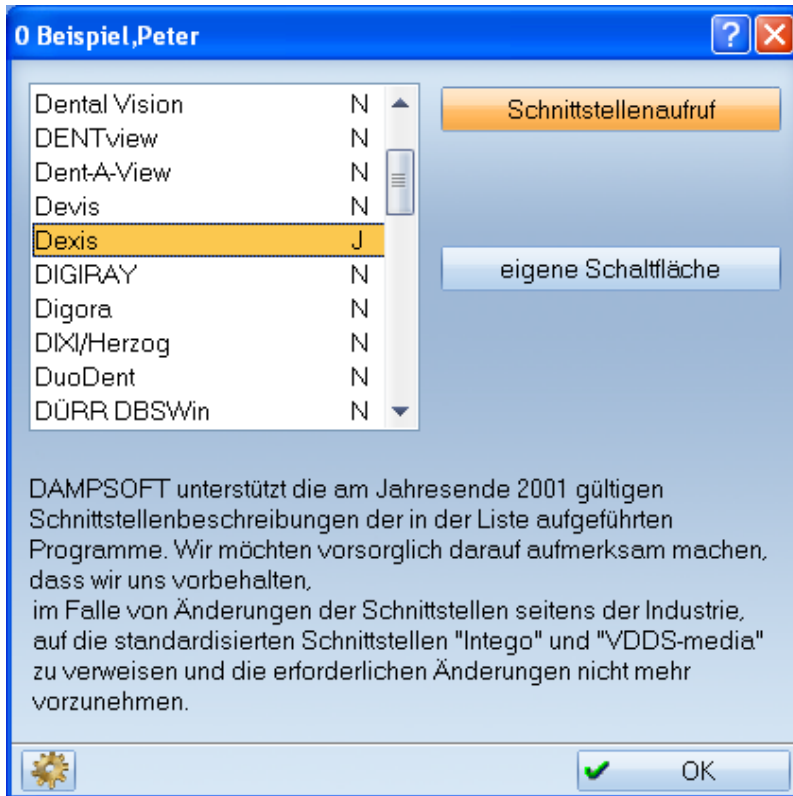 0 Beispiel,Peter
Dental Vision N
DENTview N
Dent-A-View N
Devis N
Dexis J
DIGIRAY N
Digora N
DIXI/Herzog N
DuoDent N
DÜRR DBSWin N
Schnittstellenaufruf
eigene Schaltfläche
DAMPSOFT unterstützt die am Jahresende 2001 gültigen
Schnittstellenbeschreibungen der in der Liste aufgeführten
Programme. Wir möchten vorsorglich darauf aufmerksam machen,
dass wir uns vorbehalten,
im Falle von Änderungen der Schnittstellen seitens der Industrie,
auf die standardisierten Schnittstellen "Intego" und "VDDS-media"
zu verweisen und die erforderlichen Änderungen nicht mehr
vorzunehmen.
OK